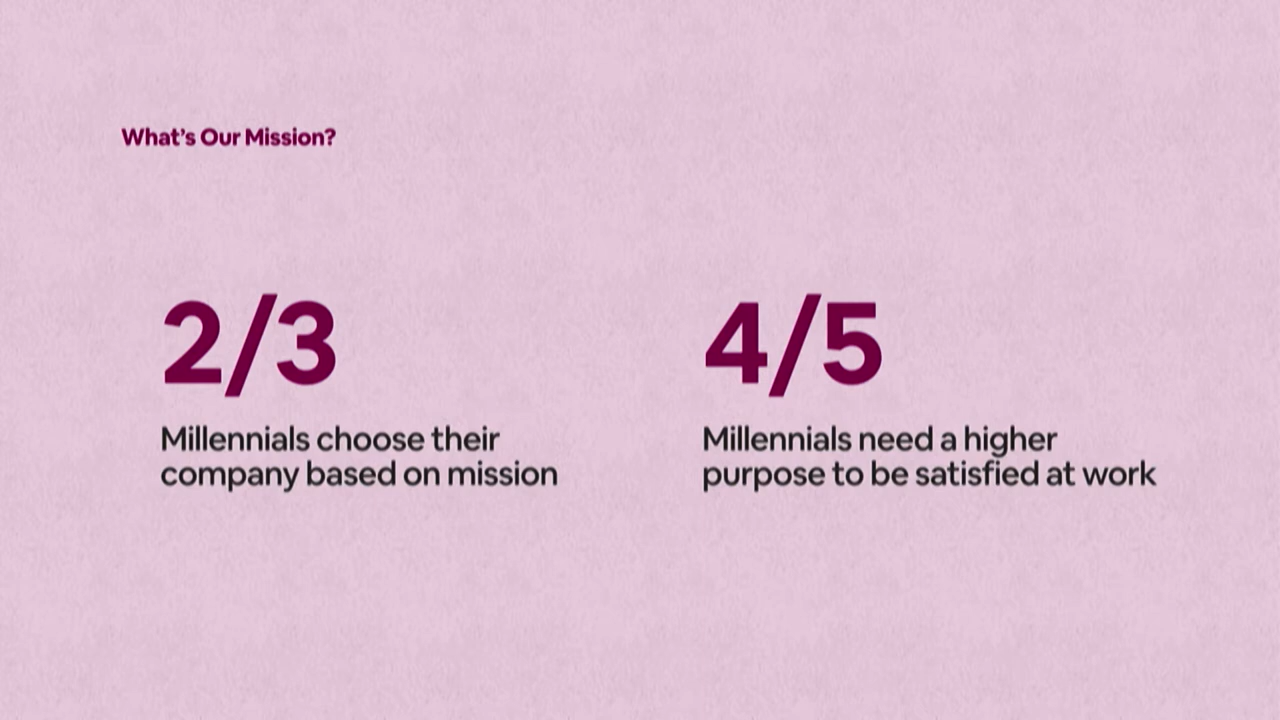 What's Our Mission?
2/3
Millennials choose their
company based on mission
4/5
Millennials need a higher
purpose to be satisfied at work